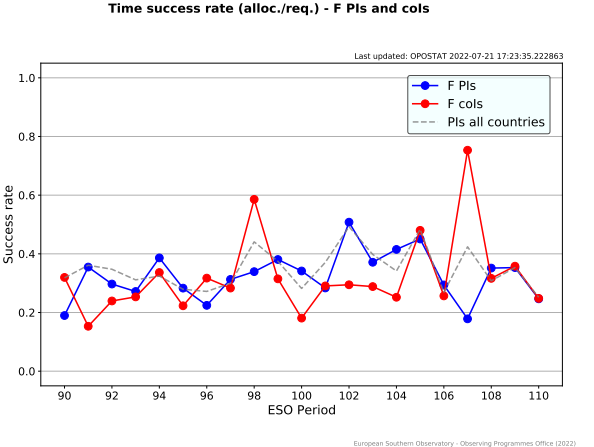 Time success rate (alloc./req.) - F PIs and coIs
Last updated: OPOSTAT 2022-07-21 17:23:35.222863
F PIs
F coIs
PIs all countries
Success rate
1.0
0.8
0.6
0.4
0.2
0.0
90 92 94 96 98 100 102 104 106 108 110
ESO Period
European Southern Observatory - Observing Programmes Office (2022)